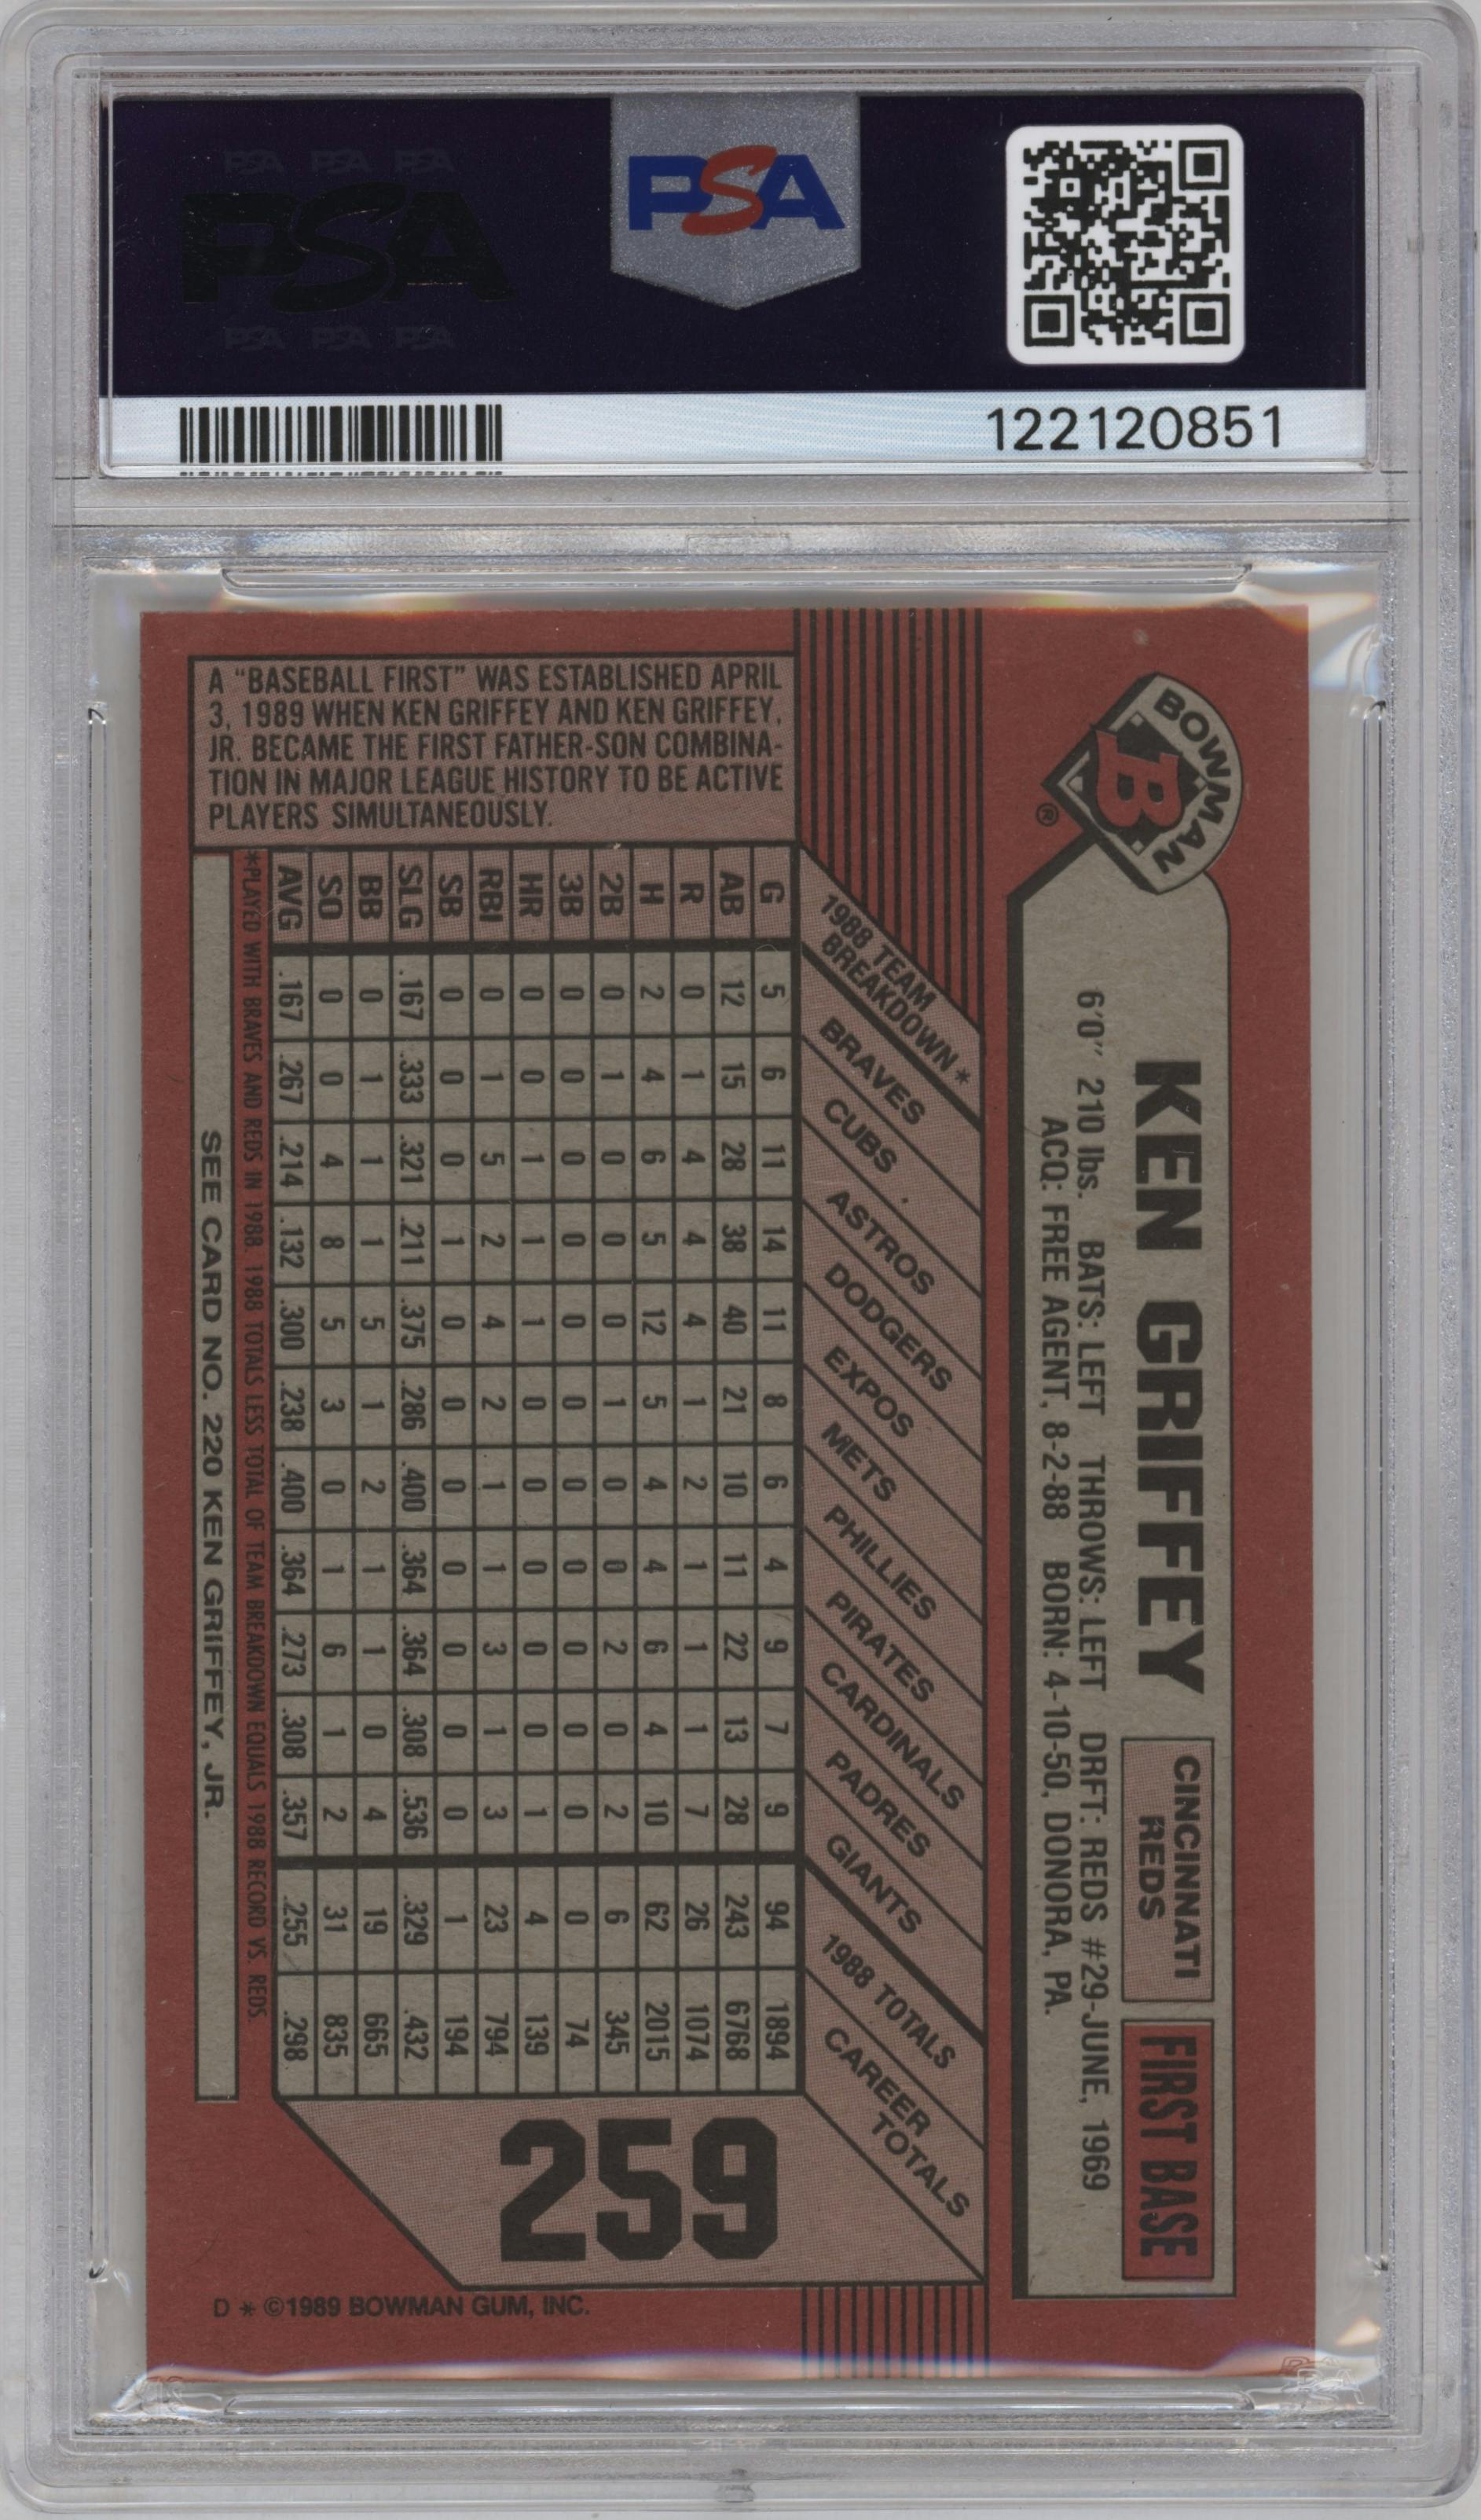 PSA PSA PSA
PSA
PSA PSA PSA
PSA
122120851
A "BASEBALL FIRST" WAS ESTABLISHED APRIL
3, 1989 WHEN KEN GRIFFEY AND KEN GRIFFEY,
JR. BECAME THE FIRST FATHER-SON COMBINA-
TION IN MAJOR LEAGUE HISTORY TO BE ACTIVE
PLAYERS SIMULTANEOUSLY.
BOWMAN
B
®
KEN GRIFFEY
CINCINNATI
REDS
FIRST BASE
6'0" 210 lbs. BATS: LEFT THROWS: LEFT DRFT: REDS #29-JUNE, 1969
ACQ: FREE AGENT, 8-2-88 BORN: 4-10-50, DONORA, PA.
1988 TEAM
BREAKDOWN*
BRAVES CUBS ASTROS DODGERS EXPOS METS PHILLIES PIRATES CARDINALS PADRES GIANTS 1988 TOTALS CAREER TOTALS
G 5 6 11 14 11 8 6 4 9 7 9 94 1894
AB 12 15 28 38 40 21 10 11 22 13 28 243 6768
R 0 1 4 4 4 1 2 1 1 1 7 26 1074
H 2 4 6 5 12 5 4 4 6 4 10 62 2015
2B 0 1 0 0 0 1 0 0 2 0 2 6 345
3B 0 0 0 0 0 0 0 0 0 0 0 0 74
HR 0 0 1 1 1 0 0 0 0 0 1 4 139
RBI 0 1 5 2 4 2 1 1 3 1 3 23 794
SB 0 0 0 1 0 0 0 0 0 0 0 1 194
SLG .167 .333 .321 .211 .375 .286 .400 .364 .364 .308 .536 .329 .432
BB 0 1 1 1 5 1 2 1 1 0 4 19 665
SO 0 0 4 8 5 3 0 1 6 1 2 31 835
AVG .167 .267 .214 .132 .300 .238 .400 .364 .273 .308 .357 .255 .298
*PLAYED WITH BRAVES AND REDS IN 1988. 1988 TOTALS LESS TOTAL OF TEAM BREAKDOWN EQUALS 1988 RECORD VS. REDS.
SEE CARD NO. 220 KEN GRIFFEY, JR.
259
D * ©1989 BOWMAN GUM, INC.
PSA